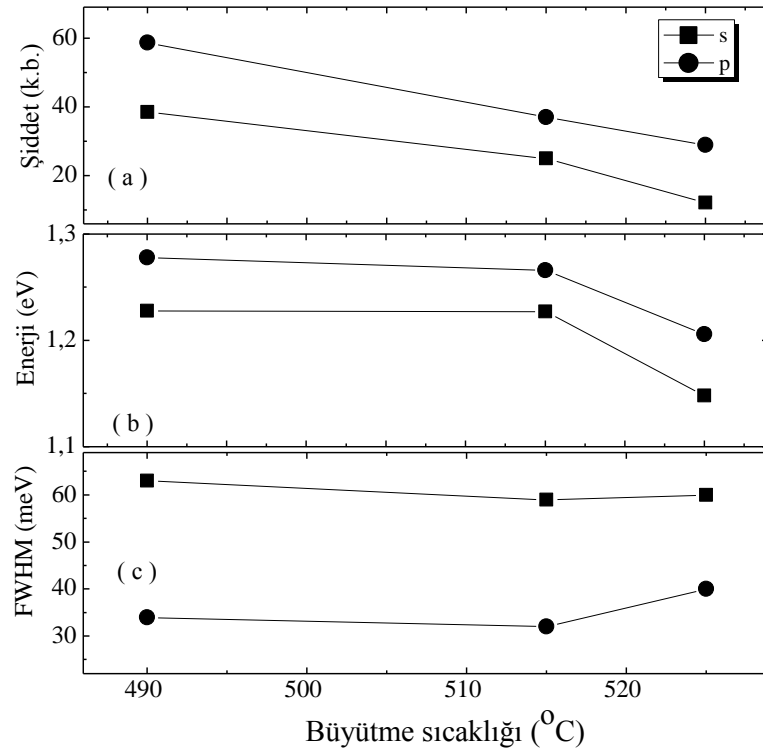 60
40
20
Şiddet (k.b.)
( a )
s
p
1,3
1,2
1,1
Enerji (eV)
( b )
60
50
40
30
FWHM (meV)
( c )
490 500 510 520
Büyütme sıcaklığı (°C)